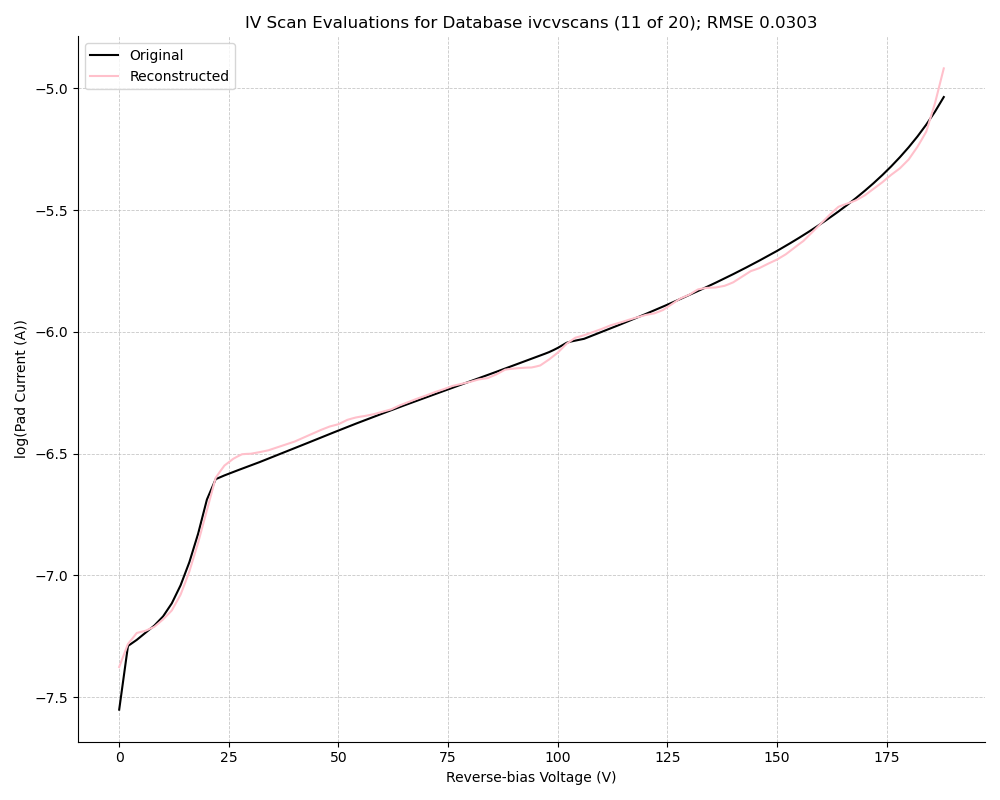 IV Scan Evaluations for Database ivcvscans (11 of 20); RMSE 0.0303
Original
Reconstructed
−5.0
−5.5
−6.0
−6.5
−7.0
−7.5
log(Pad Current (A))
0 25 50 75 100 125 150 175
Reverse-bias Voltage (V)